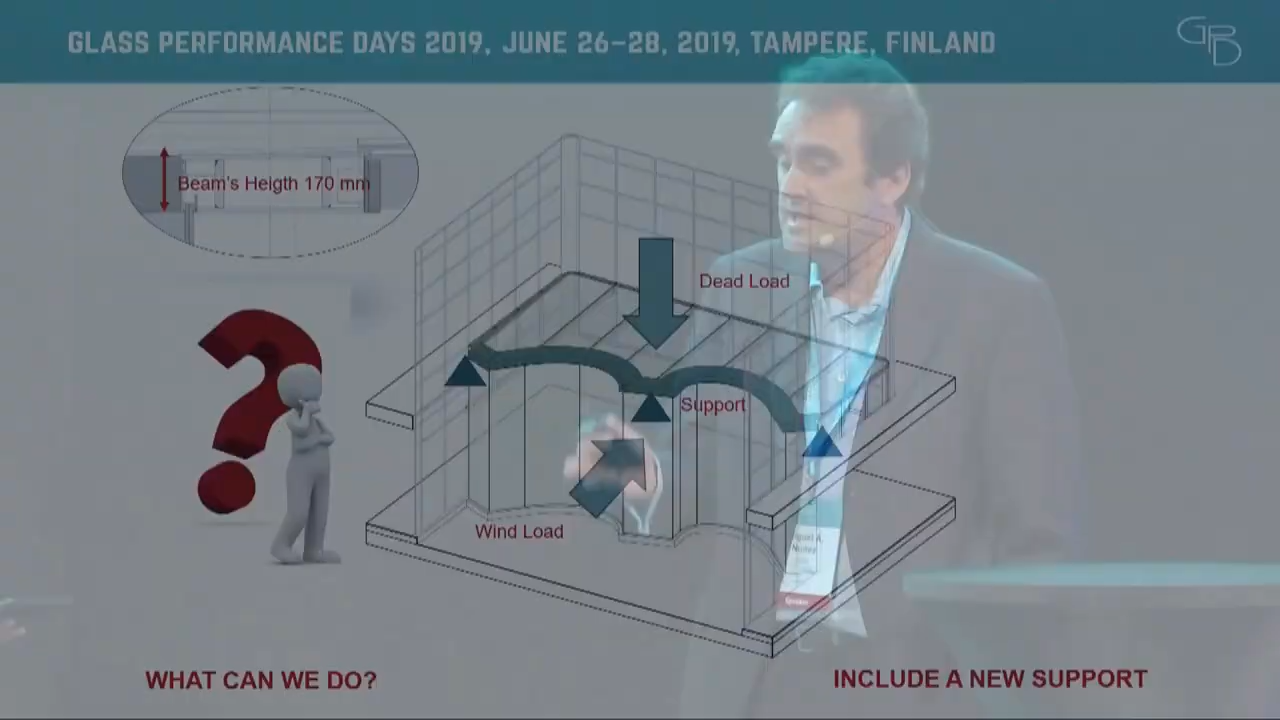 GLASS PERFORMANCE DAYS 2019, JUNE 26–28, 2019, TAMPERE, FINLAND
GPD
Beam's Heigth 170 mm
Dead Load
Support
Wind Load
WHAT CAN WE DO?
INCLUDE A NEW SUPPORT